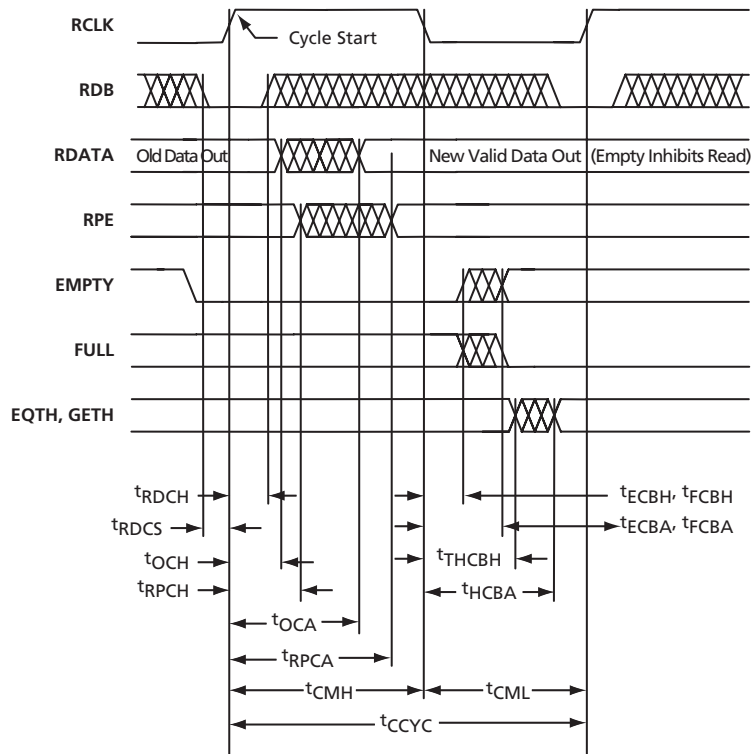 RCLK
Cycle Start
RDB
RDATA Old Data Out New Valid Data Out (Empty Inhibits Read)
RPE
EMPTY
FULL
EQTH, GETH
tRDCH tECBH, tFCBH
tRDCS tECBA, tFCBA
tOCH tTHCBH
tRPCH tHCBA
tOCA
tRPCA
tCMH tCML
tCCYC